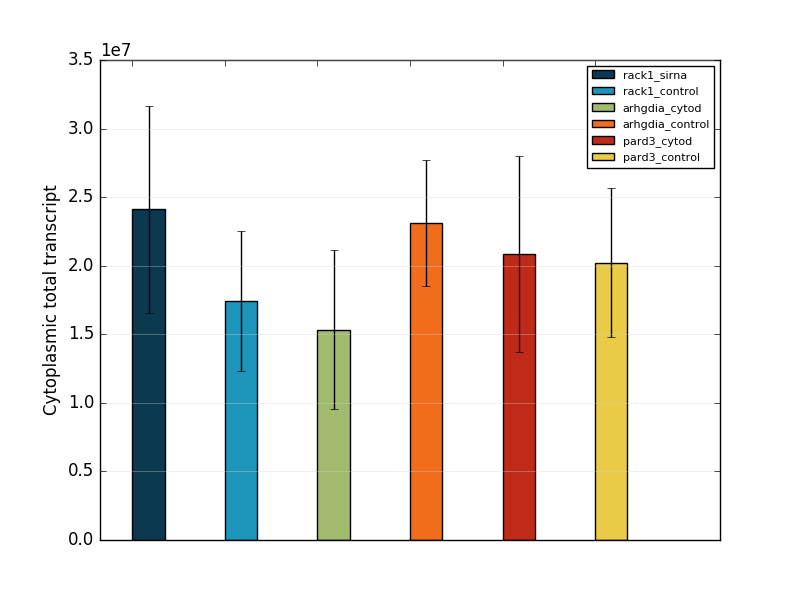 1e7
3.5
3.0
2.5
2.0
1.5
1.0
0.5
0.0
Cytoplasmic total transcript
rack1_sirna
rack1_control
arhgdia_cytod
arhgdia_control
pard3_cytod
pard3_control